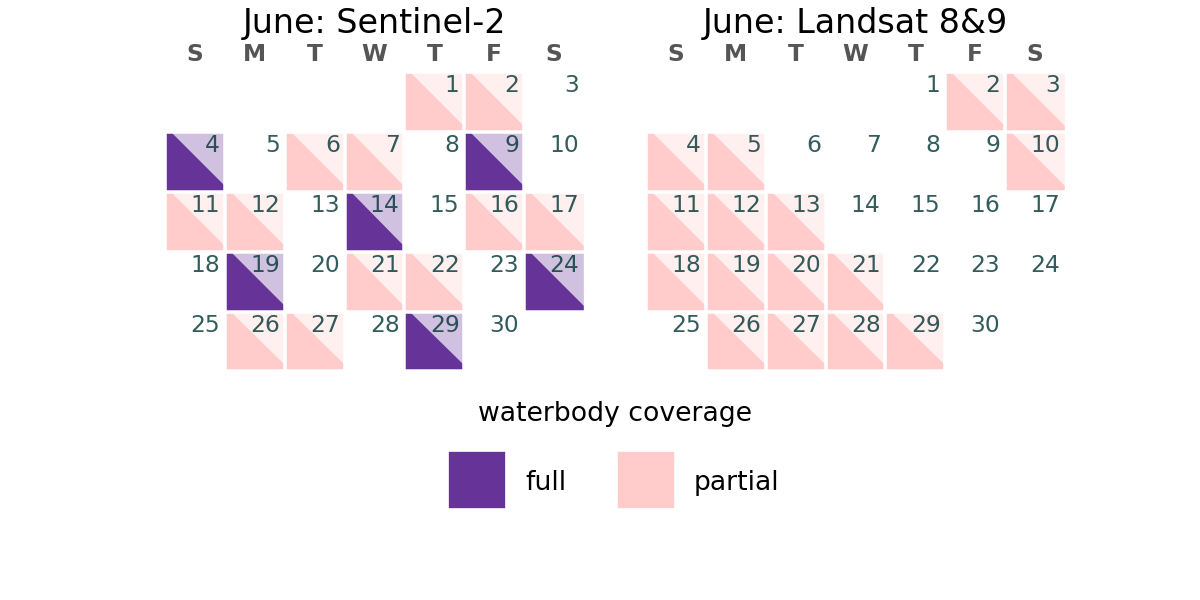 June: Sentinel-2
S M T W T F S
1 2 3
4 5 6 7 8 9 10
11 12 13 14 15 16 17
18 19 20 21 22 23 24
25 26 27 28 29 30
June: Landsat 8&9
S M T W T F S
1 2 3
4 5 6 7 8 9 10
11 12 13 14 15 16 17
18 19 20 21 22 23 24
25 26 27 28 29 30
waterbody coverage
full partial